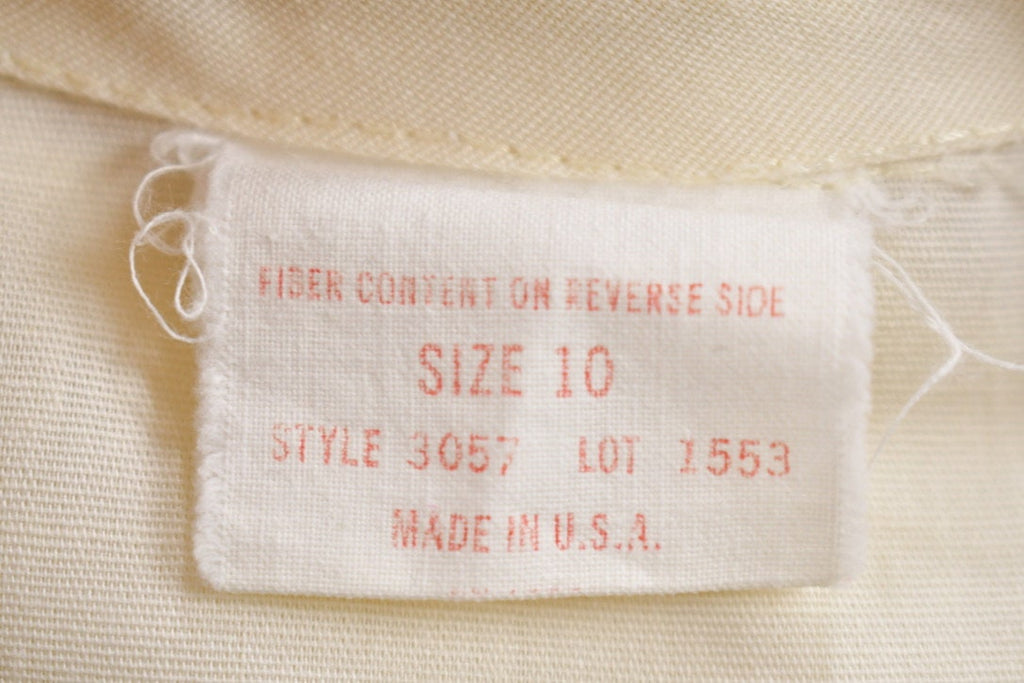 FIBER CONTENT ON REVERSE SIDE
SIZE 10
STYLE 3057 LOT 1553
MADE IN U.S.A.